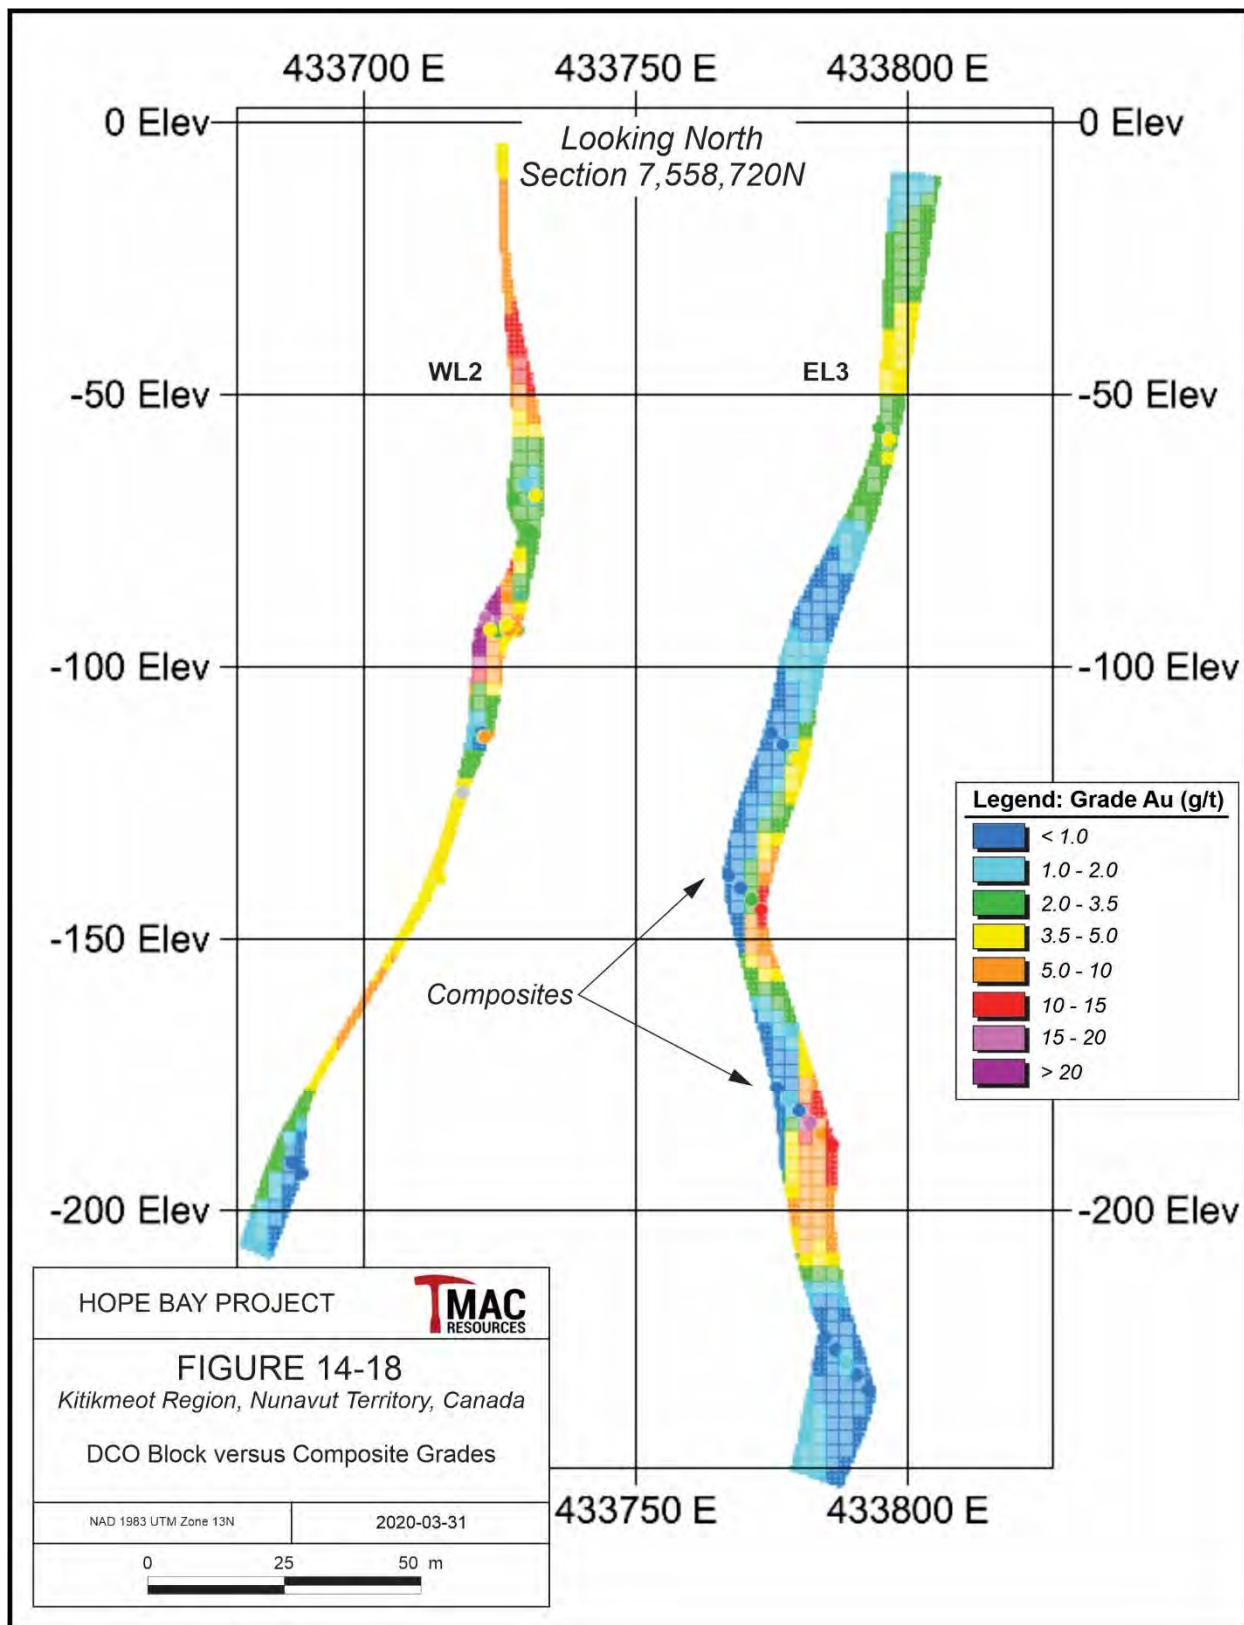 433700 E 433750 E 433800 E
0 Elev 0 Elev
Looking North
Section 7,558,720N
WL2 EL3
-50 Elev -50 Elev
-100 Elev -100 Elev
Legend: Grade Au (g/t)
< 1.0
1.0 - 2.0
2.0 - 3.5
3.5 - 5.0
5.0 - 10
10 - 15
15 - 20
> 20
-150 Elev
Composites
-200 Elev -200 Elev
HOPE BAY PROJECT
TMAC
RESOURCES
FIGURE 14-18
Kitikmeot Region, Nunavut Territory, Canada
DCO Block versus Composite Grades
NAD 1983 UTM Zone 13N 2020-03-31
0 25 50 m
433750 E 433800 E